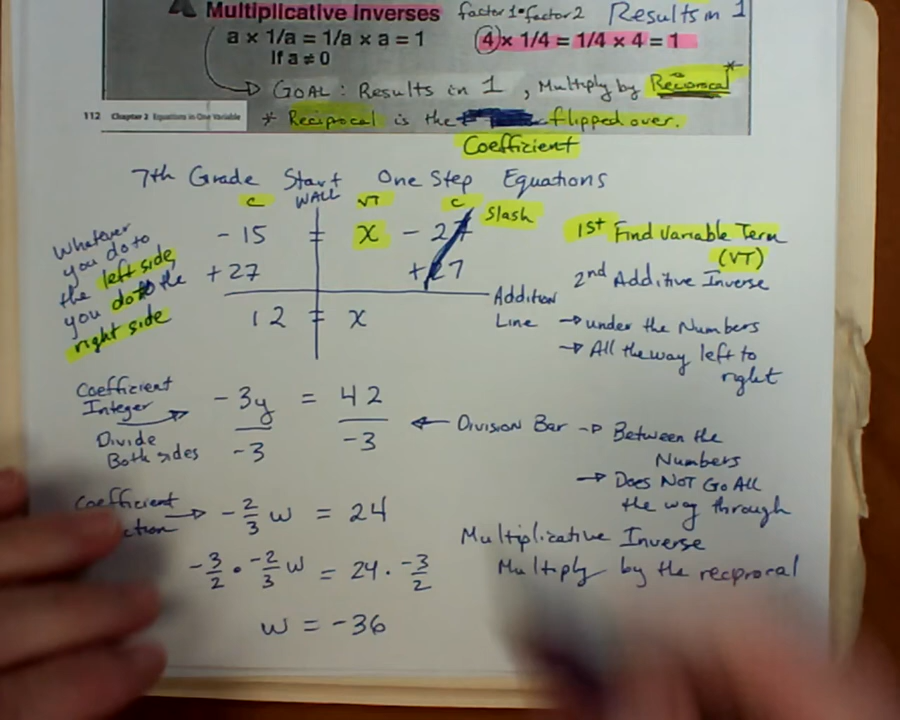 Multiplicative Inverses factor 1 • factor 2 Results in 1
a × 1/a = 1/a × a = 1 4 × 1/4 = 1/4 × 4 = 1
If a ≠ 0
GOAL: Results in 1, Multiply by Reciprocal *
112 Chapter 2 Equations in One Variable
* Reciprocal is the flipped over.
Coefficient
7th Grade Start One Step Equations
C WALL VT C Slash
- 15 = x - 27
+27 +27
12 = x
Whatever
you do to
the left side,
you do to the
right side
1st Find Variable Term
(VT)
2nd Additive Inverse
Addition
Line → under the Numbers
→ All the way left to
right
Coefficient
Integer
Divide
Both sides
-3y = 42
-3 -3
← Division Bar → Between the
Numbers
→ Does NOT Go All
the way through
Coefficient
→ -2/3 w = 24
-3/2 • -2/3 w = 24 • -3/2
w = -36
Multiplicative Inverse
Multiply by the reciprocal